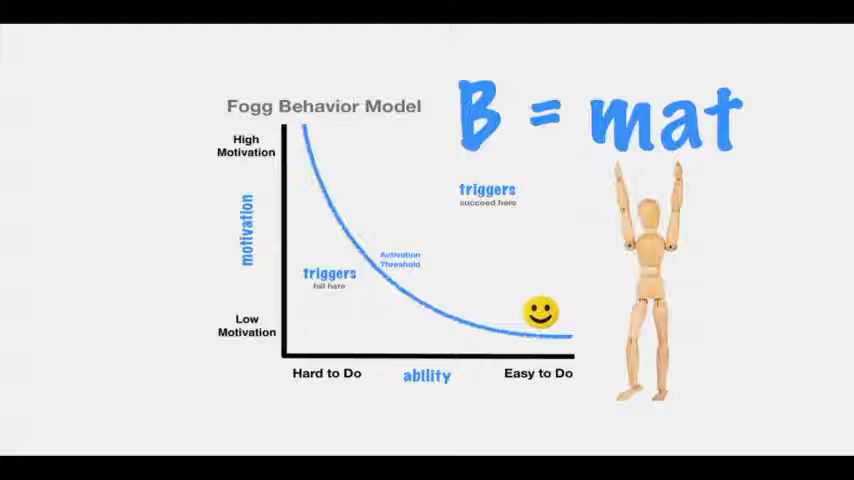 B = mat
Fogg Behavior Model
High
Motivation
motivation
triggers
succeed here
Activation
Threshold
triggers
fail here
Low
Motivation
Hard to Do
ability
Easy to Do